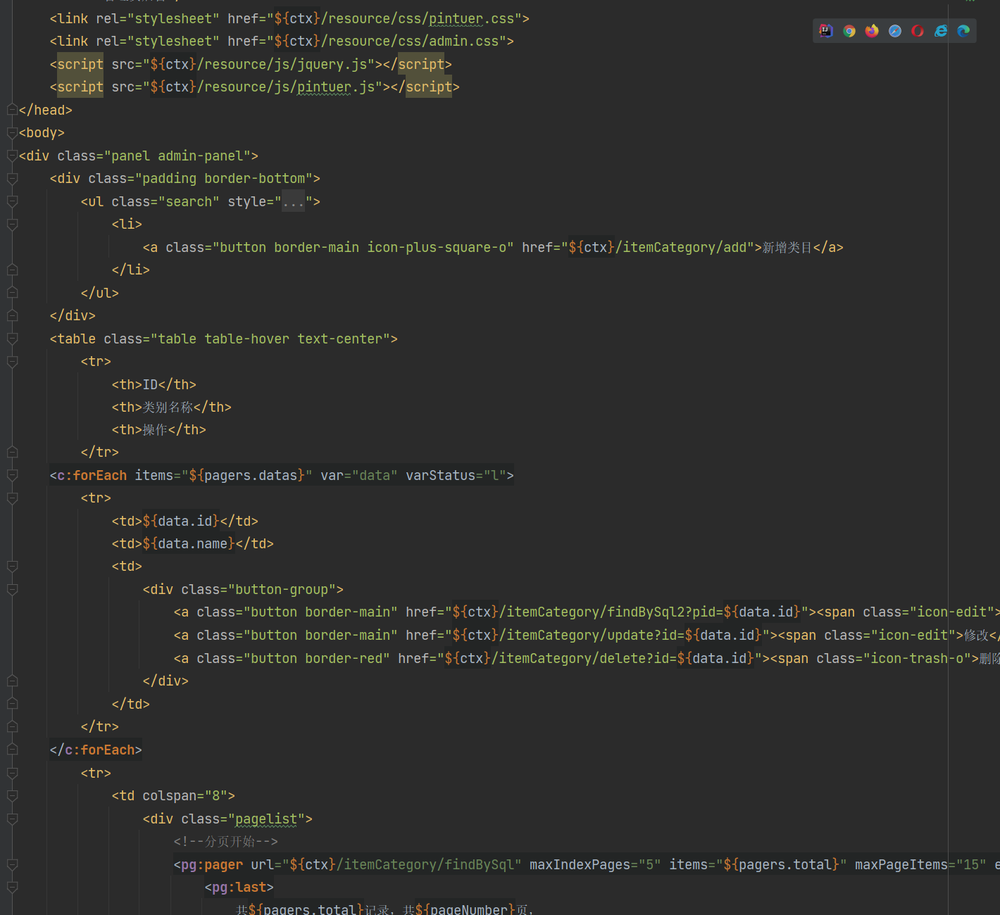 <link rel="stylesheet" href="${ctx}/resource/css/pintuer.css">
<link rel="stylesheet" href="${ctx}/resource/css/admin.css">
<script src="${ctx}/resource/js/jquery.js"></script>
<script src="${ctx}/resource/js/pintuer.js"></script>
</head>
<body>
<div class="panel admin-panel">
<div class="padding border-bottom">
<ul class="search" style="...">
<li>
<a class="button border-main icon-plus-square-o" href="${ctx}/itemCategory/add">新增类目</a>
</li>
</ul>
</div>
<table class="table table-hover text-center">
<tr>
<th>ID</th>
<th>类别名称</th>
<th>操作</th>
</tr>
<c:forEach items="${pagers.datas}" var="data" varStatus="l">
<tr>
<td>${data.id}</td>
<td>${data.name}</td>
<td>
<div class="button-group">
<a class="button border-main" href="${ctx}/itemCategory/findBySql2?pid=${data.id}"><span class="icon-edit">
<a class="button border-main" href="${ctx}/itemCategory/update?id=${data.id}"><span class="icon-edit">修改</
<a class="button border-red" href="${ctx}/itemCategory/delete?id=${data.id}"><span class="icon-trash-o">删除
</div>
</td>
</tr>
</c:forEach>
<tr>
<td colspan="8">
<div class="pagelist">
<!--分页开始-->
<pg:pager url="${ctx}/itemCategory/findBySql" maxIndexPages="5" items="${pagers.total}" maxPageItems="15" e
<pg:last>
共${pagers.total}记录，共${pageNumber}页，